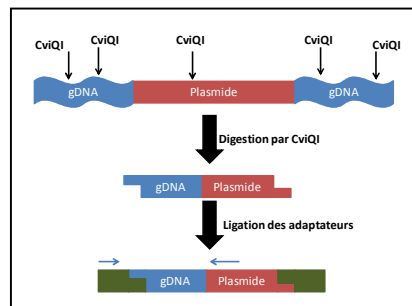 CviQI CviQI CviQI CviQI CviQI
gDNA Plasmide gDNA
Digestion par CviQI
gDNA Plasmide
Ligation des adaptateurs
gDNA Plasmide